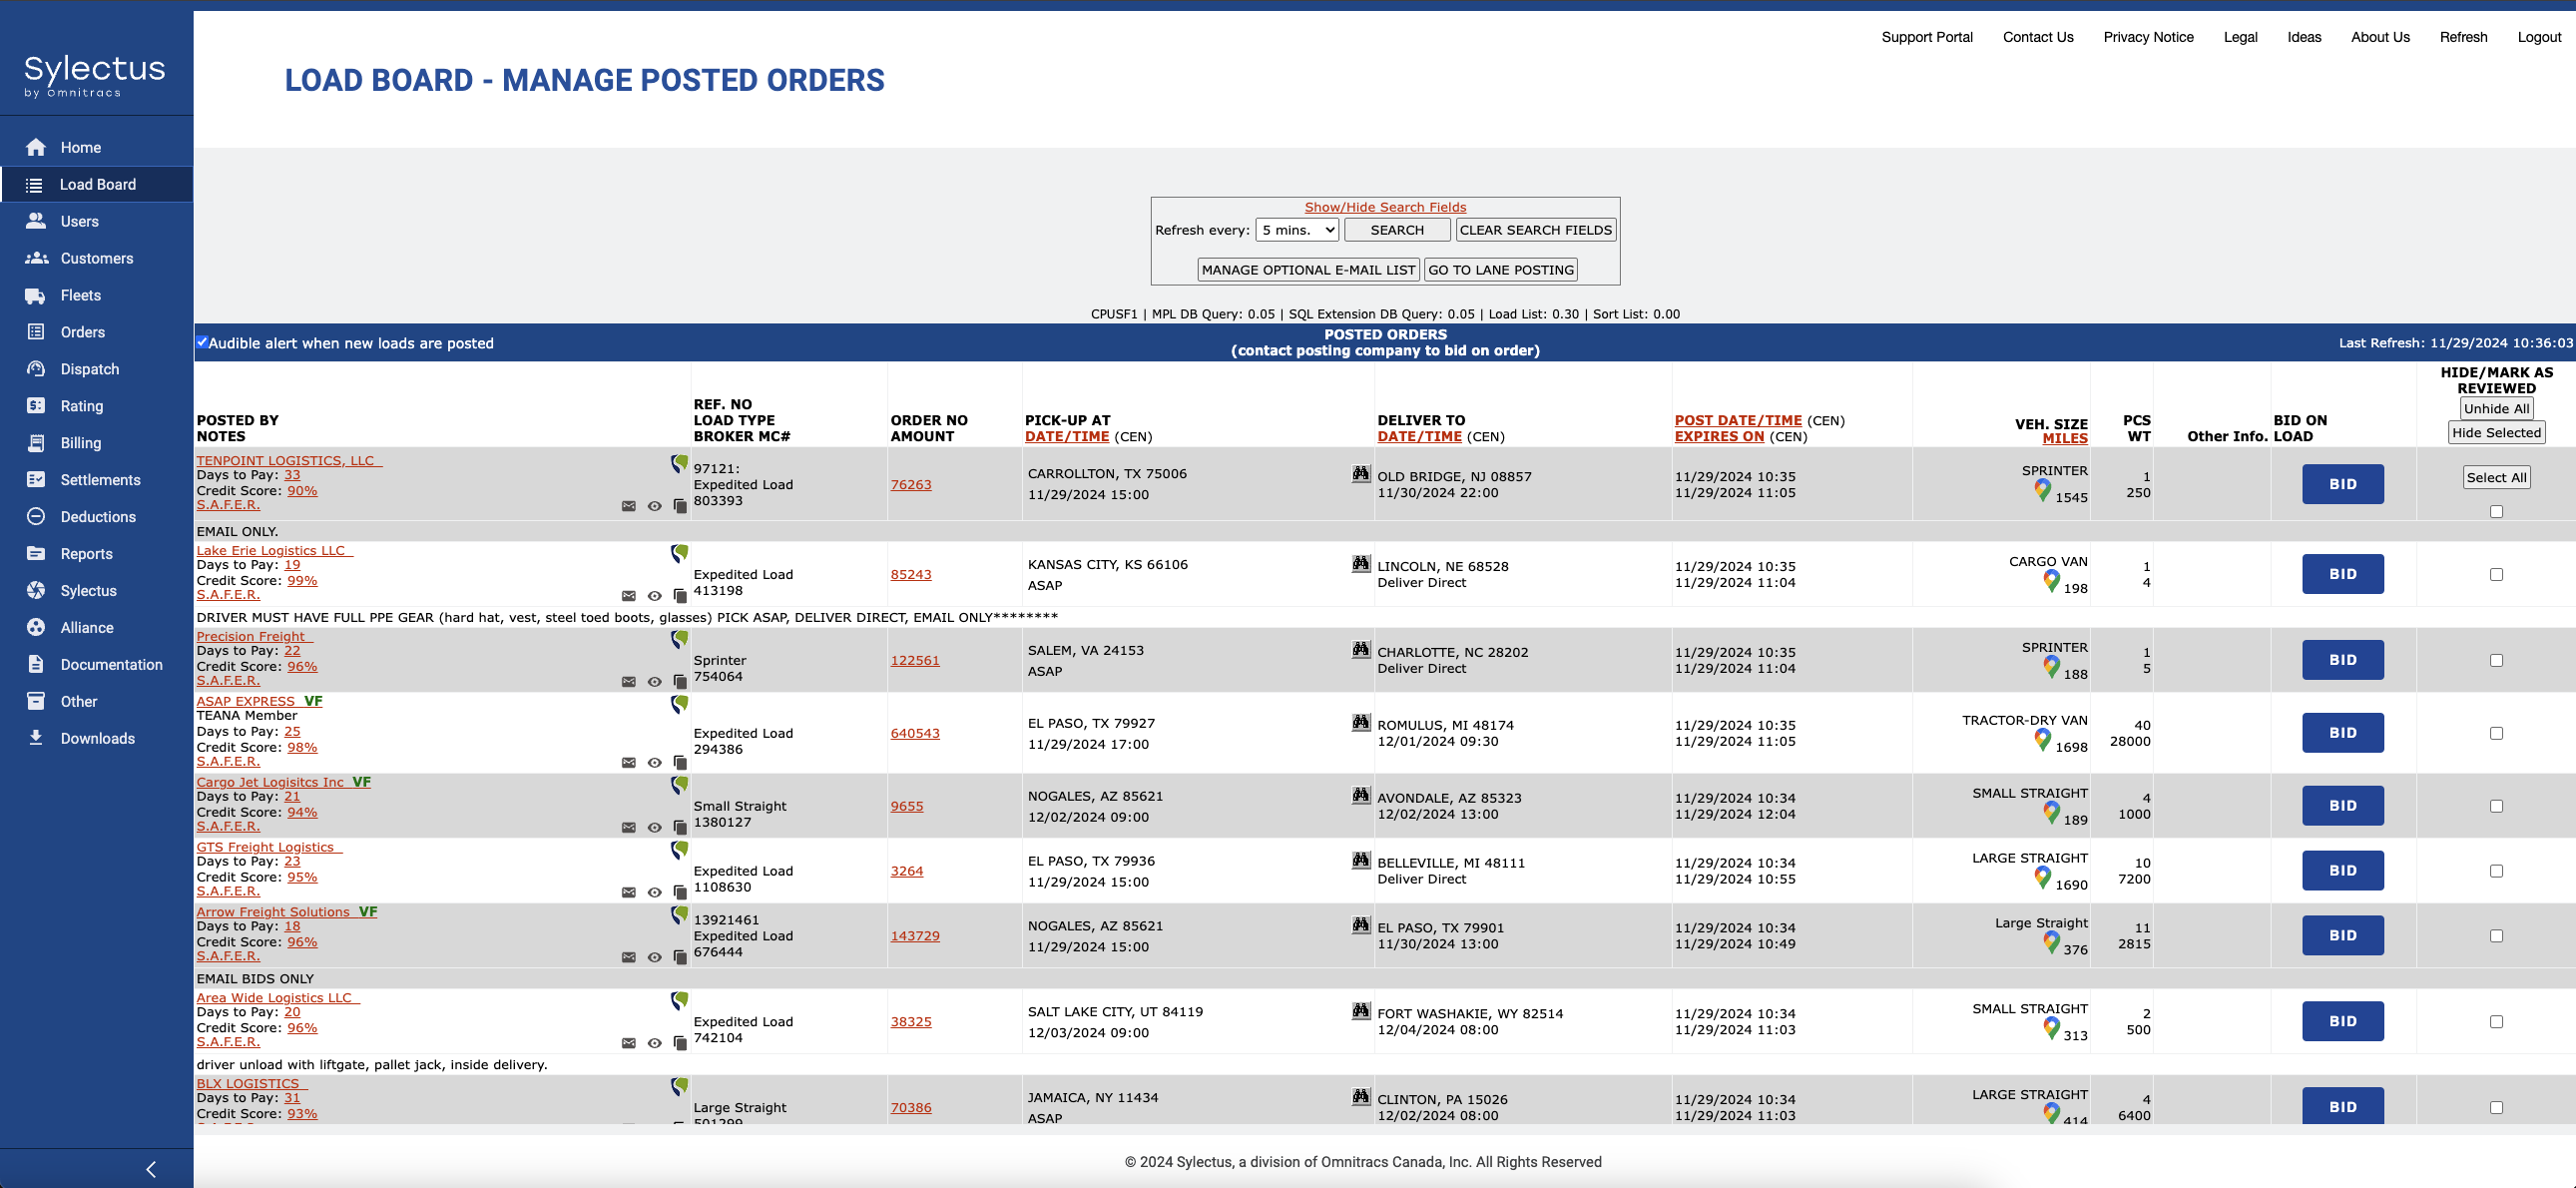 Support Portal Contact Us Privacy Notice Legal Ideas About Us Refresh Logout
Sylectus
by Omnitracs
LOAD BOARD - MANAGE POSTED ORDERS
Home
Load Board
Users
Customers
Fleets
Orders
Dispatch
Rating
Billing
Settlements
Deductions
Reports
Sylectus
Alliance
Documentation
Other
Downloads
Show/Hide Search Fields
Refresh every: 5 mins. SEARCH CLEAR SEARCH FIELDS
MANAGE OPTIONAL E-MAIL LIST GO TO LANE POSTING
CPUSF1 | MPL DB Query: 0.05 | SQL Extension DB Query: 0.05 | Load List: 0.30 | Sort List: 0.00
Audible alert when new loads are posted
POSTED ORDERS
(contact posting company to bid on order)
Last Refresh: 11/29/2024 10:36:03
POSTED BY
NOTES
REF. NO
LOAD TYPE
BROKER MC#
ORDER NO
AMOUNT
PICK-UP AT
DATE/TIME (CEN)
DELIVER TO
DATE/TIME (CEN)
POST DATE/TIME (CEN)
EXPIRES ON (CEN)
VEH. SIZE
MILES
PCS
WT
Other Info.
BID ON
LOAD
HIDE/MARK AS
REVIEWED
Unhide All
Hide Selected
TENPOINT LOGISTICS, LLC
Days to Pay: 33
Credit Score: 90%
S.A.F.E.R.
97121:
Expedited Load
803393
76263
CARROLLTON, TX 75006
11/29/2024 15:00
OLD BRIDGE, NJ 08857
11/30/2024 22:00
11/29/2024 10:35
11/29/2024 11:05
SPRINTER
1545
1
250
BID
Select All
EMAIL ONLY.
Lake Erie Logistics LLC
Days to Pay: 19
Credit Score: 99%
S.A.F.E.R.
Expedited Load
413198
85243
KANSAS CITY, KS 66106
ASAP
LINCOLN, NE 68528
Deliver Direct
11/29/2024 10:35
11/29/2024 11:04
CARGO VAN
198
1
4
BID
DRIVER MUST HAVE FULL PPE GEAR (hard hat, vest, steel toed boots, glasses) PICK ASAP, DELIVER DIRECT, EMAIL ONLY********
Precision Freight
Days to Pay: 22
Credit Score: 96%
S.A.F.E.R.
Sprinter
754064
122561
SALEM, VA 24153
ASAP
CHARLOTTE, NC 28202
Deliver Direct
11/29/2024 10:35
11/29/2024 11:04
SPRINTER
188
1
5
BID
ASAP EXPRESS VF
TEANA Member
Days to Pay: 25
Credit Score: 98%
S.A.F.E.R.
Expedited Load
294386
640543
EL PASO, TX 79927
11/29/2024 17:00
ROMULUS, MI 48174
12/01/2024 09:30
11/29/2024 10:35
11/29/2024 11:05
TRACTOR-DRY VAN
1698
40
28000
BID
Cargo Jet Logisitcs Inc VF
Days to Pay: 21
Credit Score: 94%
S.A.F.E.R.
Small Straight
1380127
9655
NOGALES, AZ 85621
12/02/2024 09:00
AVONDALE, AZ 85323
12/02/2024 13:00
11/29/2024 10:34
11/29/2024 12:04
SMALL STRAIGHT
189
4
1000
BID
GTS Freight Logistics
Days to Pay: 23
Credit Score: 95%
S.A.F.E.R.
Expedited Load
1108630
3264
EL PASO, TX 79936
11/29/2024 15:00
BELLEVILLE, MI 48111
Deliver Direct
11/29/2024 10:34
11/29/2024 10:55
LARGE STRAIGHT
1690
10
7200
BID
Arrow Freight Solutions VF
Days to Pay: 18
Credit Score: 96%
S.A.F.E.R.
13921461
Expedited Load
676444
143729
NOGALES, AZ 85621
11/29/2024 15:00
EL PASO, TX 79901
11/30/2024 13:00
11/29/2024 10:34
11/29/2024 10:49
Large Straight
376
11
2815
BID
EMAIL BIDS ONLY
Area Wide Logistics LLC
Days to Pay: 20
Credit Score: 96%
S.A.F.E.R.
Expedited Load
742104
38325
SALT LAKE CITY, UT 84119
12/03/2024 09:00
FORT WASHAKIE, WY 82514
12/04/2024 08:00
11/29/2024 10:34
11/29/2024 11:03
SMALL STRAIGHT
313
2
500
BID
driver unload with liftgate, pallet jack, inside delivery.
BLX LOGISTICS
Days to Pay: 31
Credit Score: 93%
Large Straight
501299
70386
JAMAICA, NY 11434
ASAP
CLINTON, PA 15026
12/02/2024 08:00
11/29/2024 10:34
11/29/2024 11:03
LARGE STRAIGHT
414
4
6400
BID
© 2024 Sylectus, a division of Omnitracs Canada, Inc. All Rights Reserved